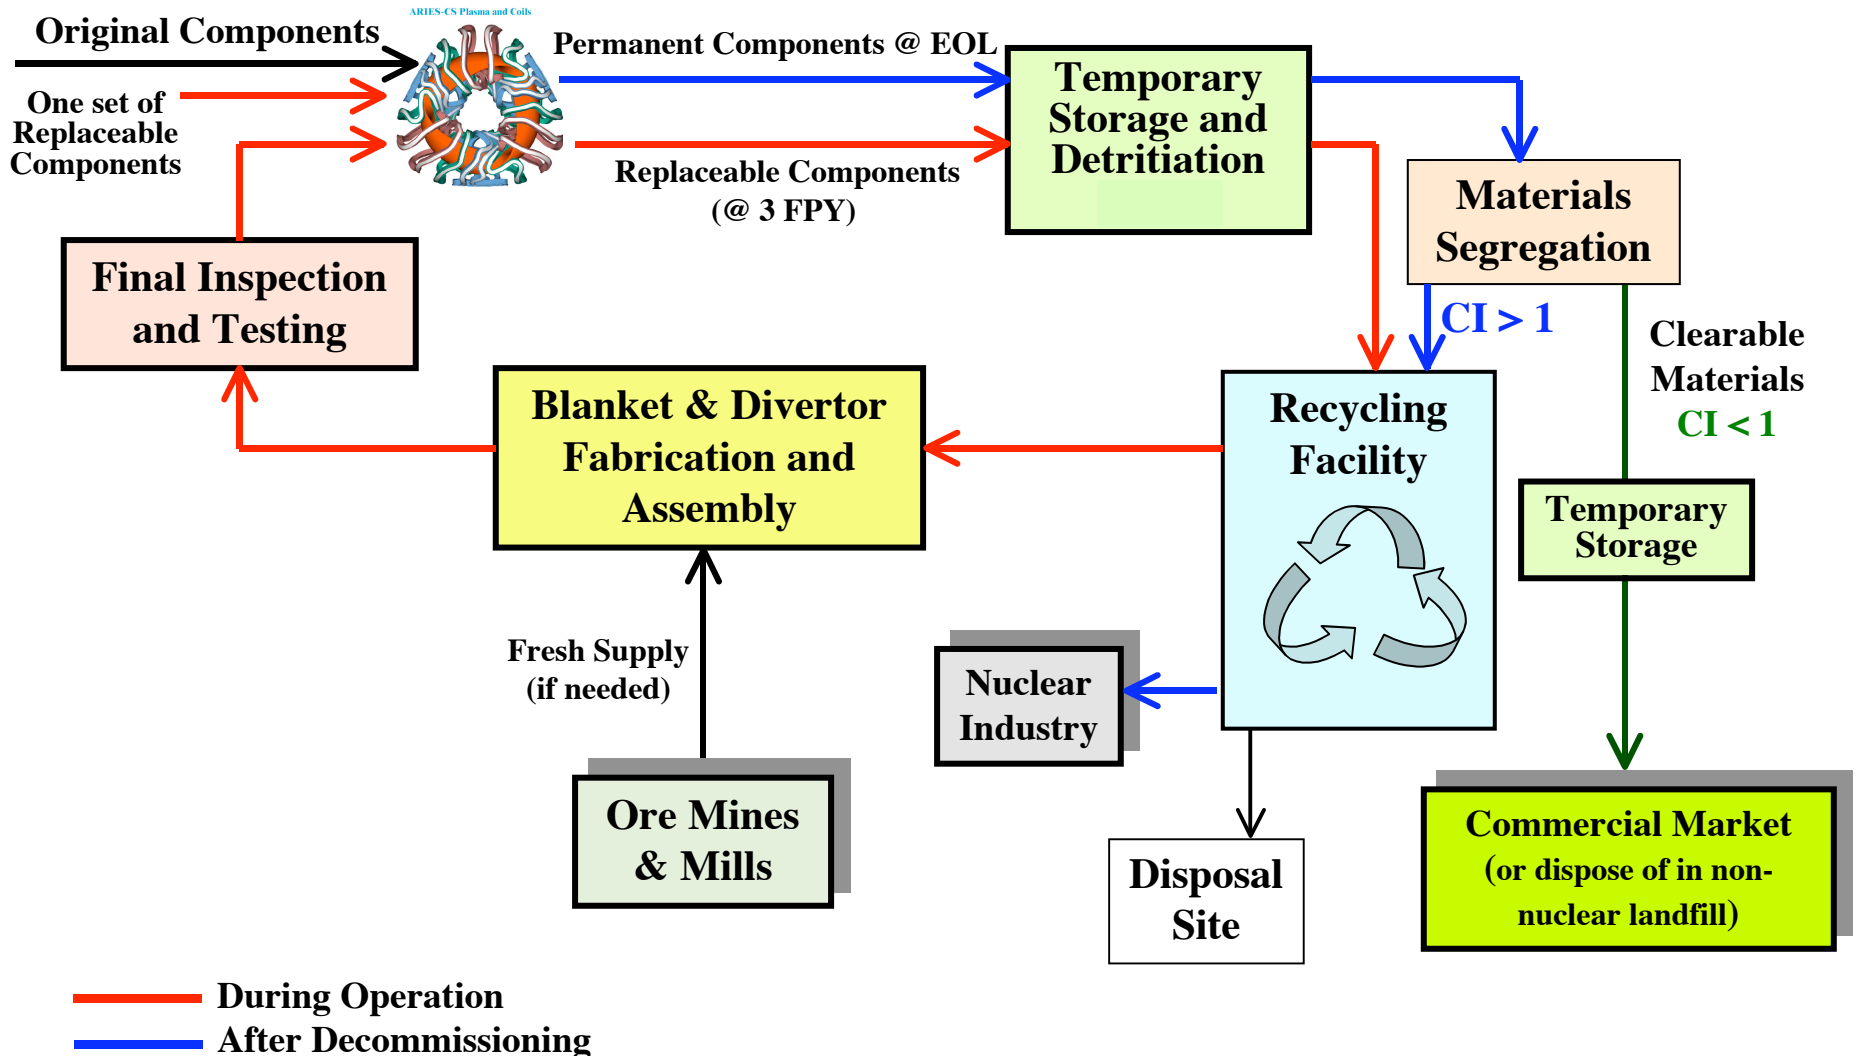 ARIES-CS Plasma and Coils
Original Components
Permanent Components @ EOL
One set of
Replaceable
Components
Replaceable Components
(@ 3 FPY)
Temporary
Storage and
Detritiation
Materials
Segregation
Final Inspection
and Testing
CI > 1
Clearable
Materials
CI < 1
Blanket & Divertor
Fabrication and
Assembly
Recycling
Facility
Temporary
Storage
Fresh Supply
(if needed)
Nuclear
Industry
Ore Mines
& Mills
Disposal
Site
Commercial Market
(or dispose of in non-
nuclear landfill)
During Operation
After Decommissioning